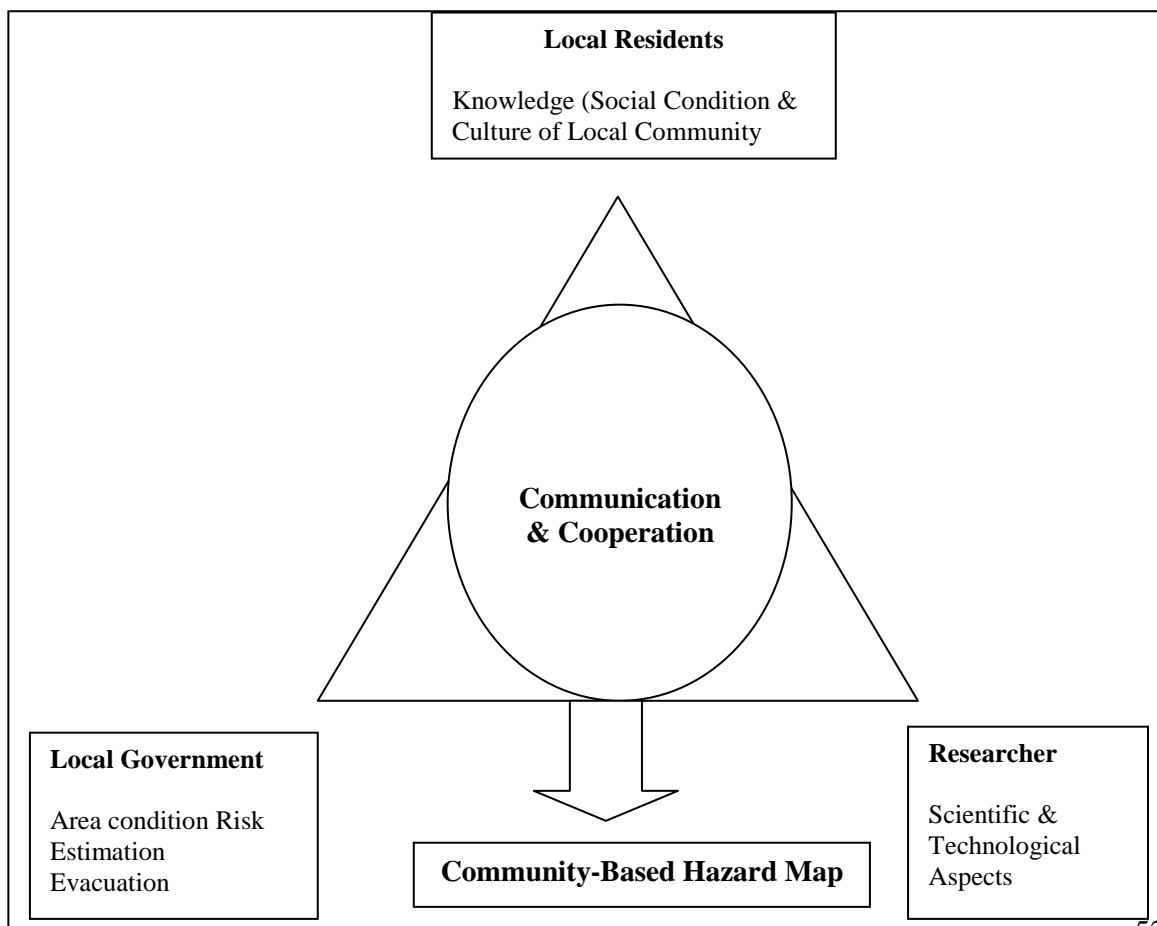 Local Residents
Knowledge (Social Condition &
Culture of Local Community
Communication
& Cooperation
Local Government
Area condition Risk
Estimation
Evacuation
Researcher
Scientific &
Technological
Aspects
Community-Based Hazard Map